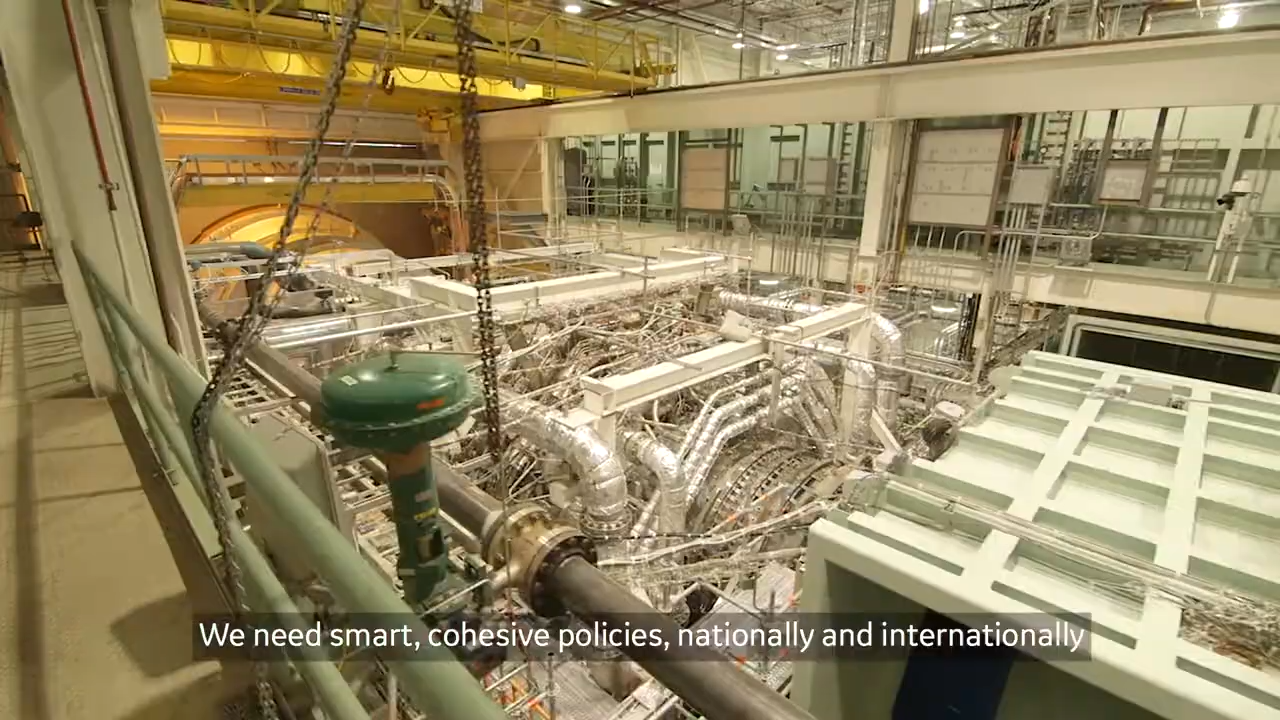 We need smart, cohesive policies, nationally and internationally